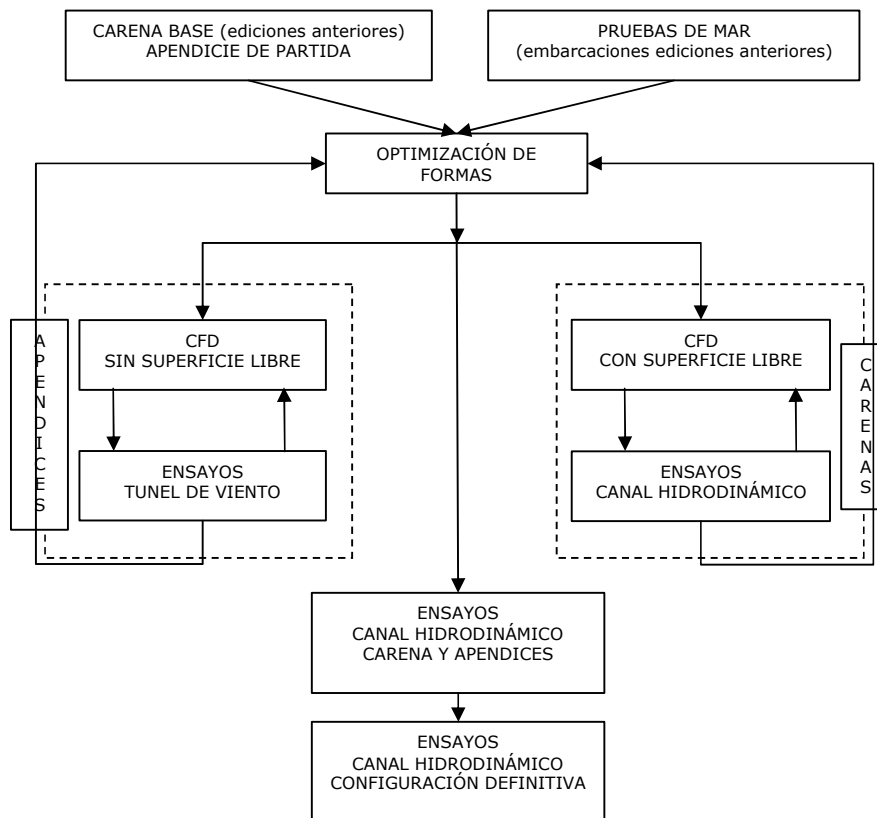 CARENA BASE (ediciones anteriores)
APENDICIE DE PARTIDA
PRUEBAS DE MAR
(embarcaciones ediciones anteriores)
OPTIMIZACIÓN DE
FORMAS
APENDICES
CFD
SIN SUPERFICIE LIBRE
ENSAYOS
TUNEL DE VIENTO
CFD
CON SUPERFICIE LIBRE
ENSAYOS
CANAL HIDRODINÁMICO
CARENAS
ENSAYOS
CANAL HIDRODINÁMICO
CARENA Y APENDICES
ENSAYOS
CANAL HIDRODINÁMICO
CONFIGURACIÓN DEFINITIVA